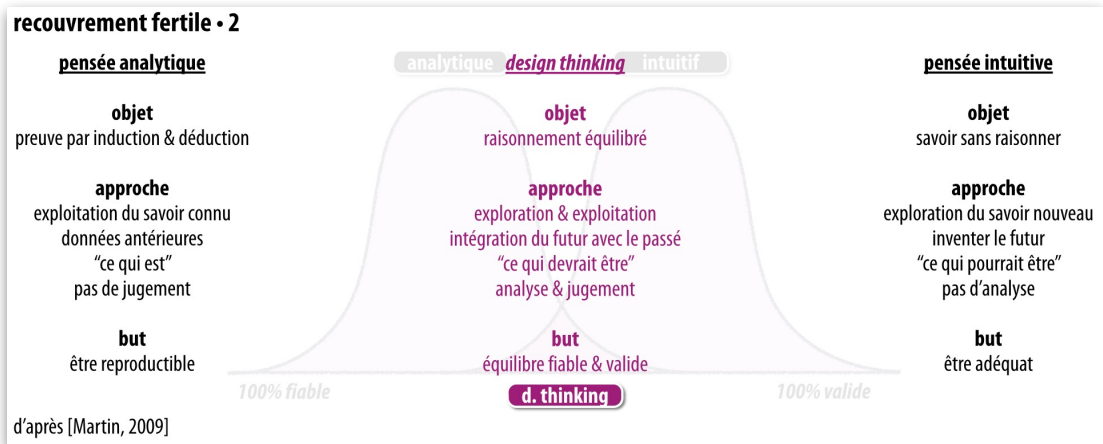 recouvrement fertile • 2
pensée analytique
objet
preuve par induction & déduction
approche
exploitation du savoir connu
données antérieures
“ce qui est”
pas de jugement
but
être reproductible
analytique design thinking intuitif
objet
raisonnement équilibré
approche
exploration & exploitation
intégration du futur avec le passé
“ce qui devrait être”
analyse & jugement
but
équilibre fiable & valide
pensée intuitive
objet
savoir sans raisonner
approche
exploration du savoir nouveau
inventer le futur
“ce qui pourrait être”
pas d’analyse
but
être adéquat
100% fiable
d. thinking
100% valide
d’après [Martin, 2009]